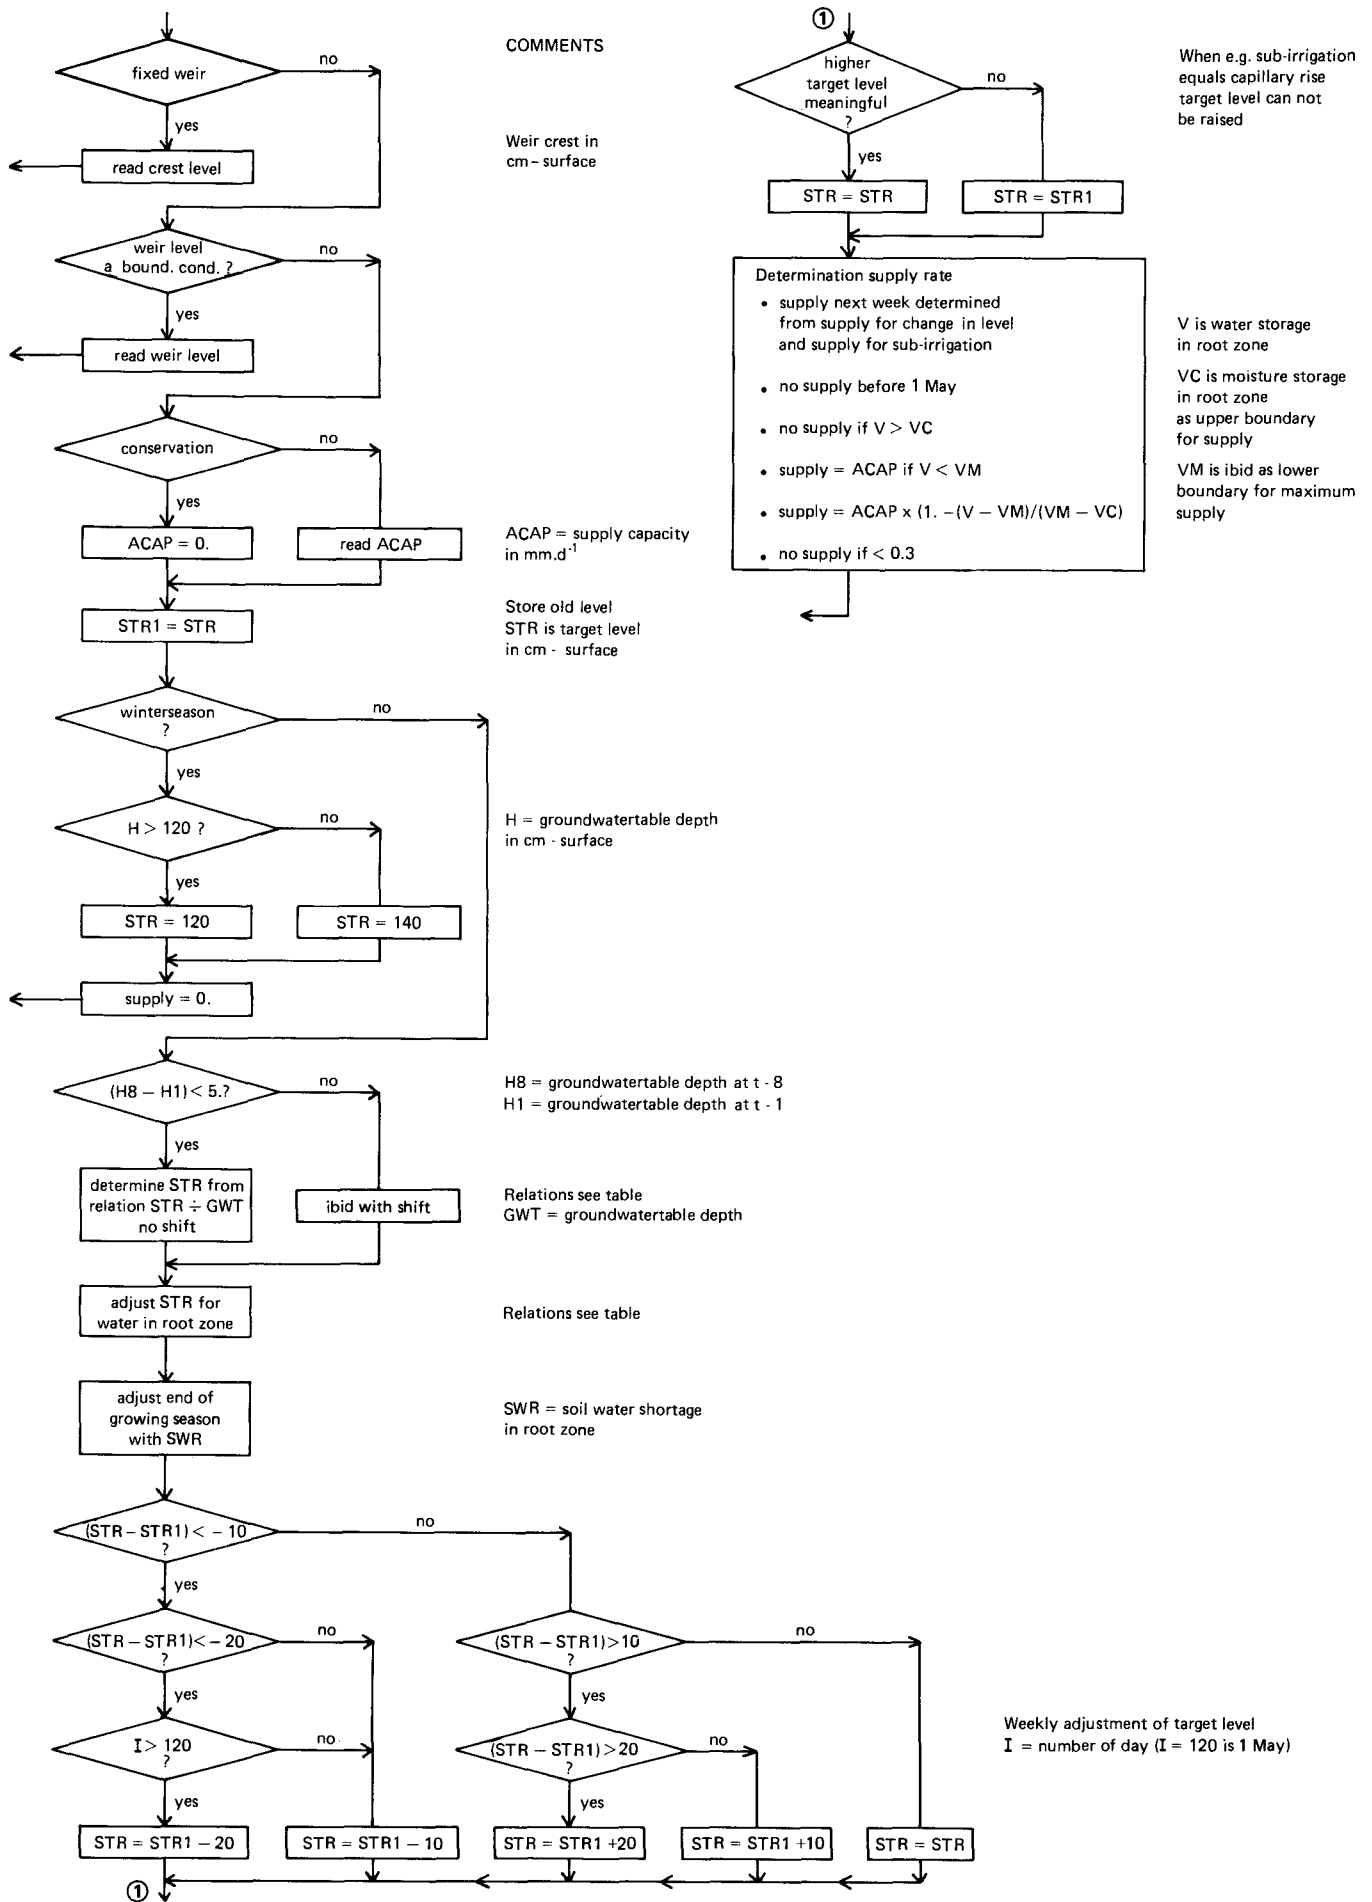 COMMENTS
fixed weir
no
yes
read crest level
Weir crest in
cm - surface
weir level
a bound. cond. ?
no
yes
read weir level
conservation
no
yes
ACAP = 0.
read ACAP
ACAP = supply capacity
in mm.d⁻¹
STR1 = STR
Store old level
STR is target level
in cm - surface
winterseason
?
no
yes
H > 120 ?
no
H = groundwatertable depth
in cm - surface
yes
STR = 120
STR = 140
supply = 0.
(H8 – H1) < 5.?
no
H8 = groundwatertable depth at t - 8
H1 = groundwatertable depth at t - 1
yes
determine STR from
relation STR ÷ GWT
no shift
ibid with shift
Relations see table
GWT = groundwatertable depth
adjust STR for
water in root zone
Relations see table
adjust end of
growing season
with SWR
SWR = soil water shortage
in root zone
(STR – STR1) < – 10
?
no
yes
(STR – STR1) < – 20
?
no
(STR – STR1) > 10
?
no
yes
yes
I > 120
?
no
(STR – STR1) > 20
?
no
Weekly adjustment of target level
I = number of day (I = 120 is 1 May)
yes
yes
STR = STR1 – 20
STR = STR1 – 10
STR = STR1 +20
STR = STR1 +10
STR = STR
①
①
higher
target level
meaningful
?
no
When e.g. sub-irrigation
equals capillary rise
target level can not
be raised
yes
STR = STR
STR = STR1
Determination supply rate
• supply next week determined
from supply for change in level
and supply for sub-irrigation
• no supply before 1 May
• no supply if V > VC
• supply = ACAP if V < VM
• supply = ACAP x (1. –(V – VM)/(VM – VC)
• no supply if < 0.3
V is water storage
in root zone
VC is moisture storage
in root zone
as upper boundary
for supply
VM is ibid as lower
boundary for maximum
supply